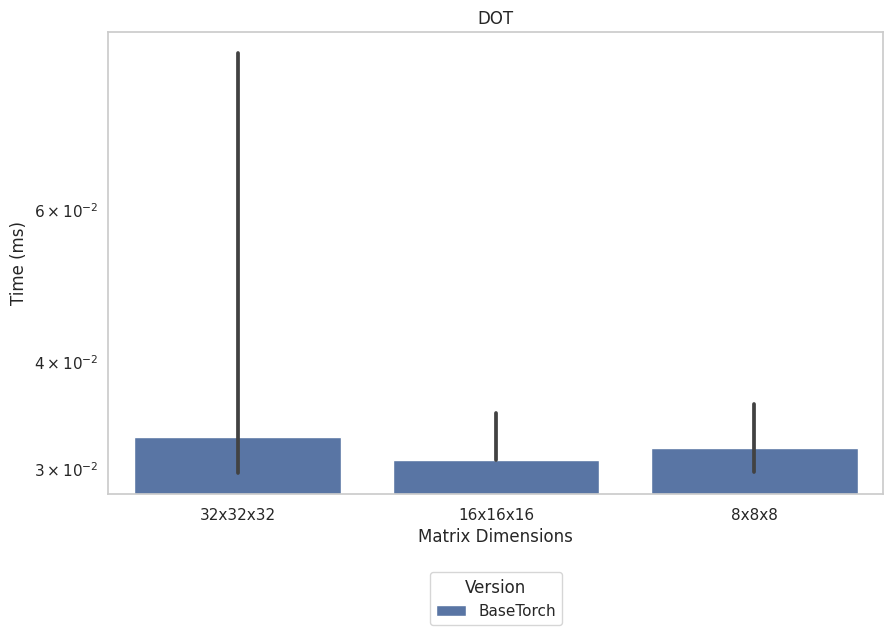 DOT
Time (ms)
6 × 10⁻²
4 × 10⁻²
3 × 10⁻²
32x32x32
16x16x16
8x8x8
Matrix Dimensions
Version
BaseTorch